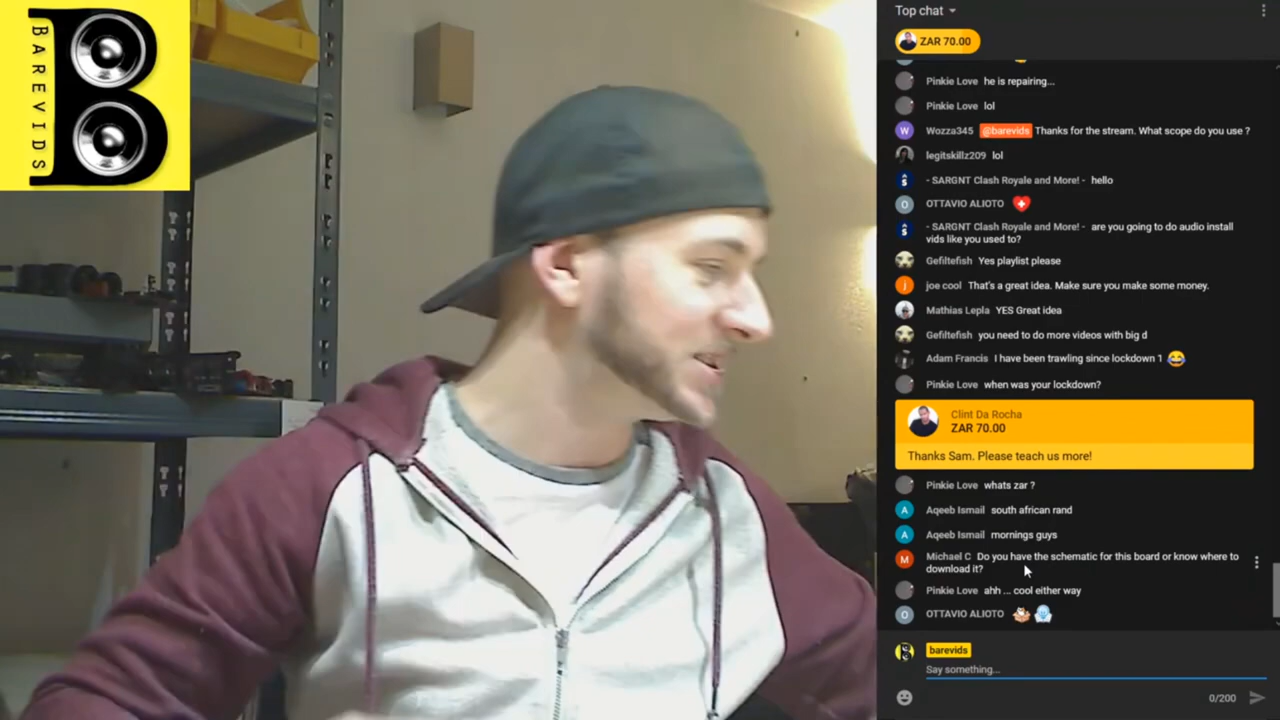 BAREVIDS
Top chat
ZAR 70.00
Pinkie Love he is repairing...
Pinkie Love lol
W Wozza345 @barevids Thanks for the stream. What scope do you use ?
legitskillz209 lol
- SARGNT Clash Royale and More! - hello
O OTTAVIO ALIOTO
- SARGNT Clash Royale and More! - are you going to do audio install
vids like you used to?
Gefiltefish Yes playlist please
j joe cool That's a great idea. Make sure you make some money.
Mathias Lepla YES Great idea
Gefiltefish you need to do more videos with big d
Adam Francis I have been trawling since lockdown 1
Pinkie Love when was your lockdown?
Clint Da Rocha
ZAR 70.00
Thanks Sam. Please teach us more!
Pinkie Love whats zar ?
A Aqeeb Ismail south african rand
A Aqeeb Ismail mornings guys
M Michael C Do you have the schematic for this board or know where to
download it?
Pinkie Love ahh ... cool either way
O OTTAVIO ALIOTO
barevids
Say something...
0/200